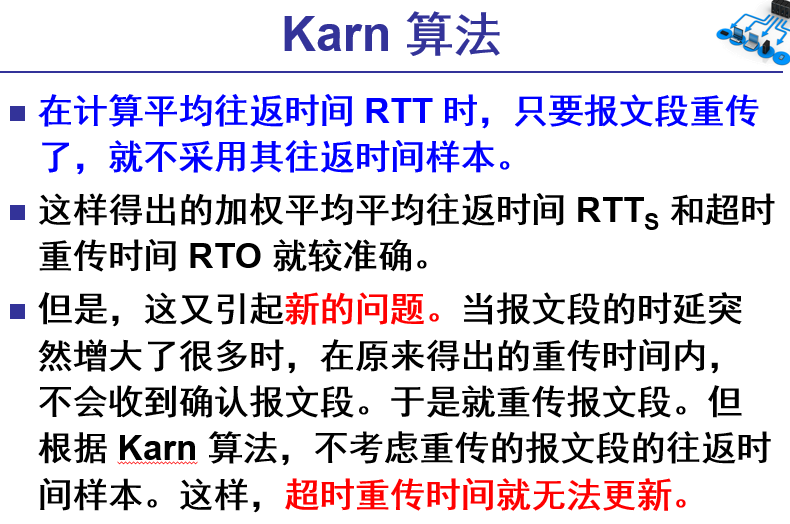 Karn 算法
在计算平均往返时间 RTT 时，只要报文段重传
了，就不采用其往返时间样本。
这样得出的加权平均平均往返时间 RTTS 和超时
重传时间 RTO 就较准确。
但是，这又引起新的问题。当报文段的时延突
然增大了很多时，在原来得出的重传时间内，
不会收到确认报文段。于是就重传报文段。但
根据 Karn 算法，不考虑重传的报文段的往返时
间样本。这样，超时重传时间就无法更新。